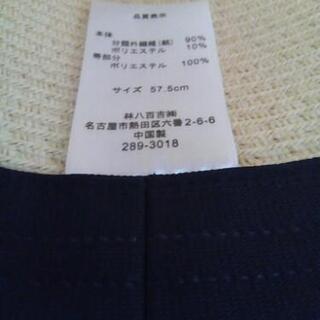 品質表示
本体
分類外繊維(紙) 90%
ポリエステル 10%
帯部分
ポリエステル 100%
サイズ 57.5cm
林八百吉㈱
名古屋市熱田区六番2-6-6
中国製
289-3018